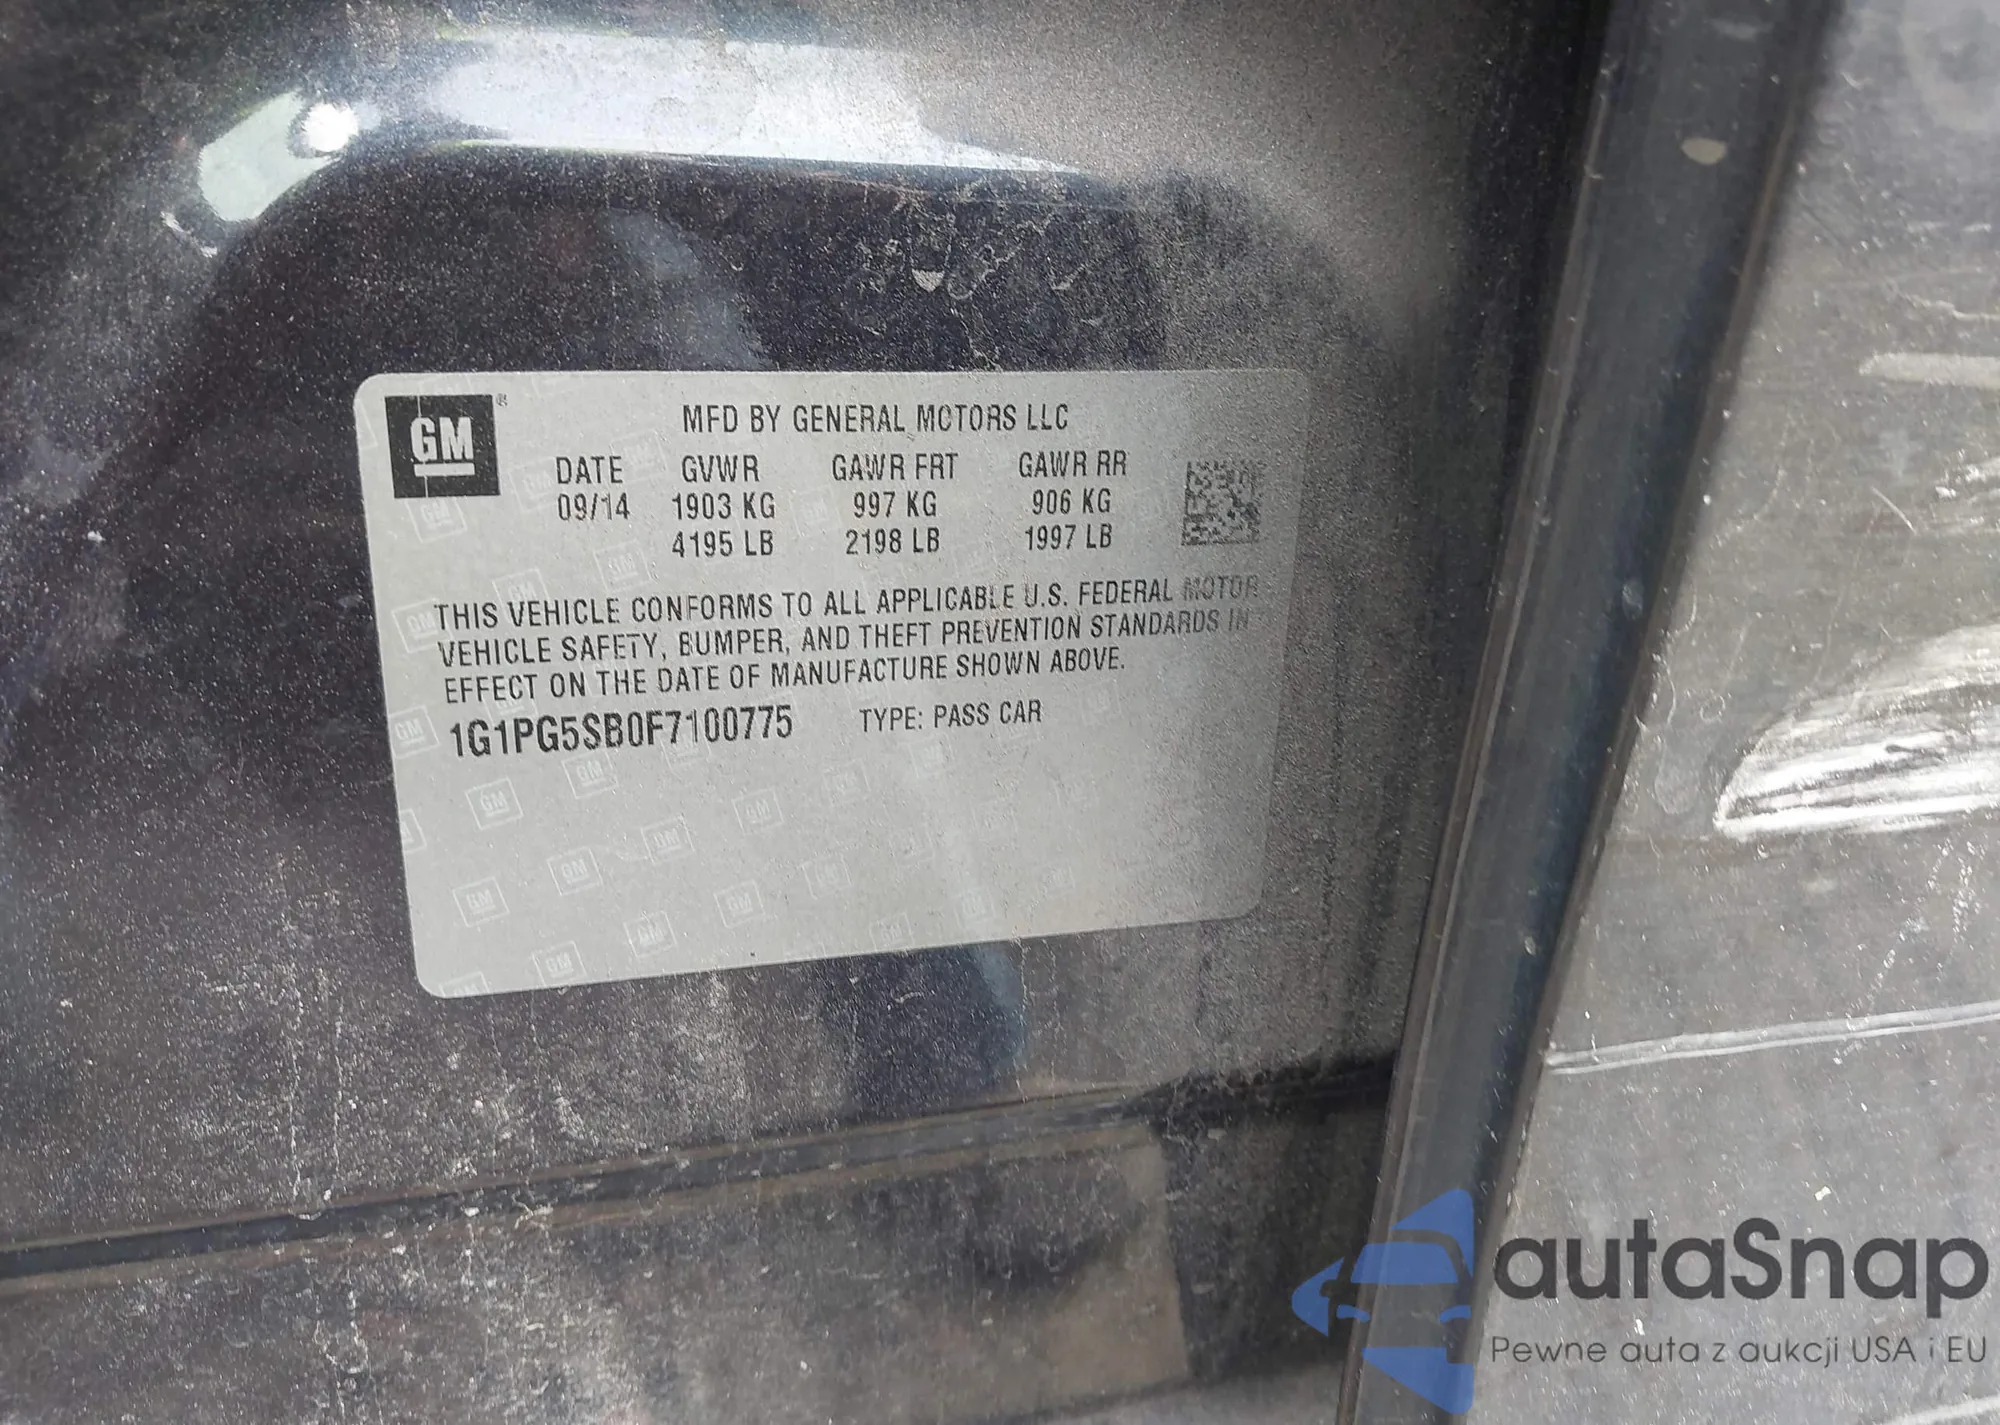 GM®
MFD BY GENERAL MOTORS LLC
DATE GVWR GAWR FRT GAWR RR
09/14 1903 KG 997 KG 906 KG
4195 LB 2198 LB 1997 LB
THIS VEHICLE CONFORMS TO ALL APPLICABLE U.S. FEDERAL MOTOR
VEHICLE SAFETY, BUMPER, AND THEFT PREVENTION STANDARDS IN
EFFECT ON THE DATE OF MANUFACTURE SHOWN ABOVE.
1G1PG5SB0F7100775 TYPE: PASS CAR
autaSnap
Pewne auta z aukcji USA i EU